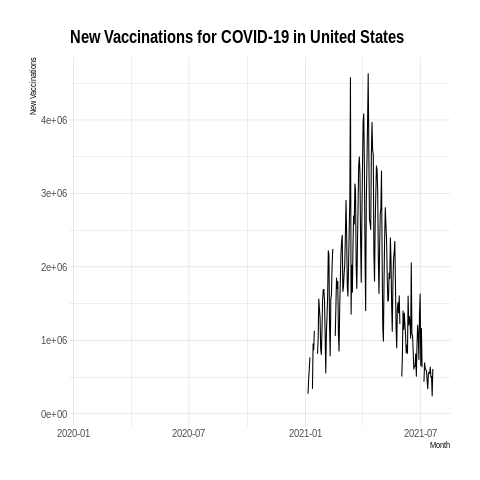 New Vaccinations for COVID-19 in United States
New Vaccinations
4e+06
3e+06
2e+06
1e+06
0e+00
2020-01 2020-07 2021-01 2021-07
Month